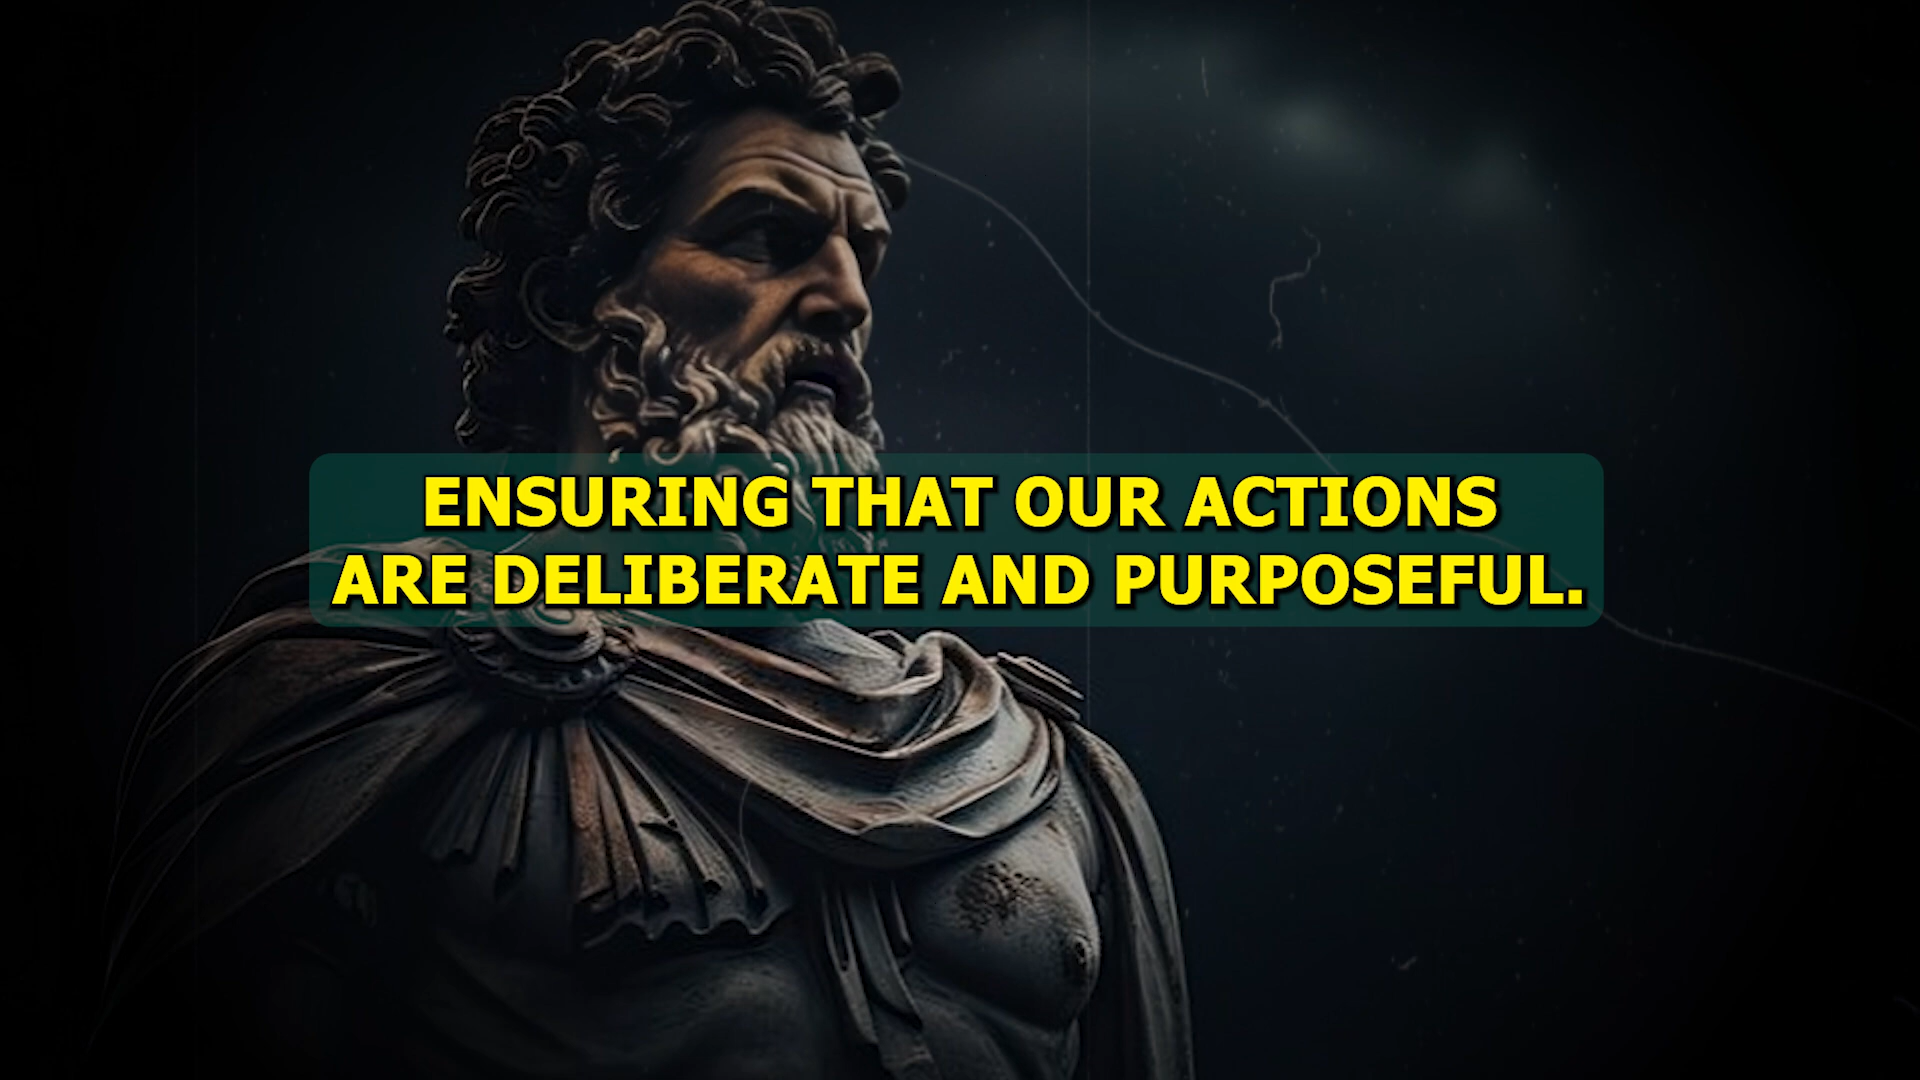 ENSURING THAT OUR ACTIONS
ARE DELIBERATE AND PURPOSEFUL.